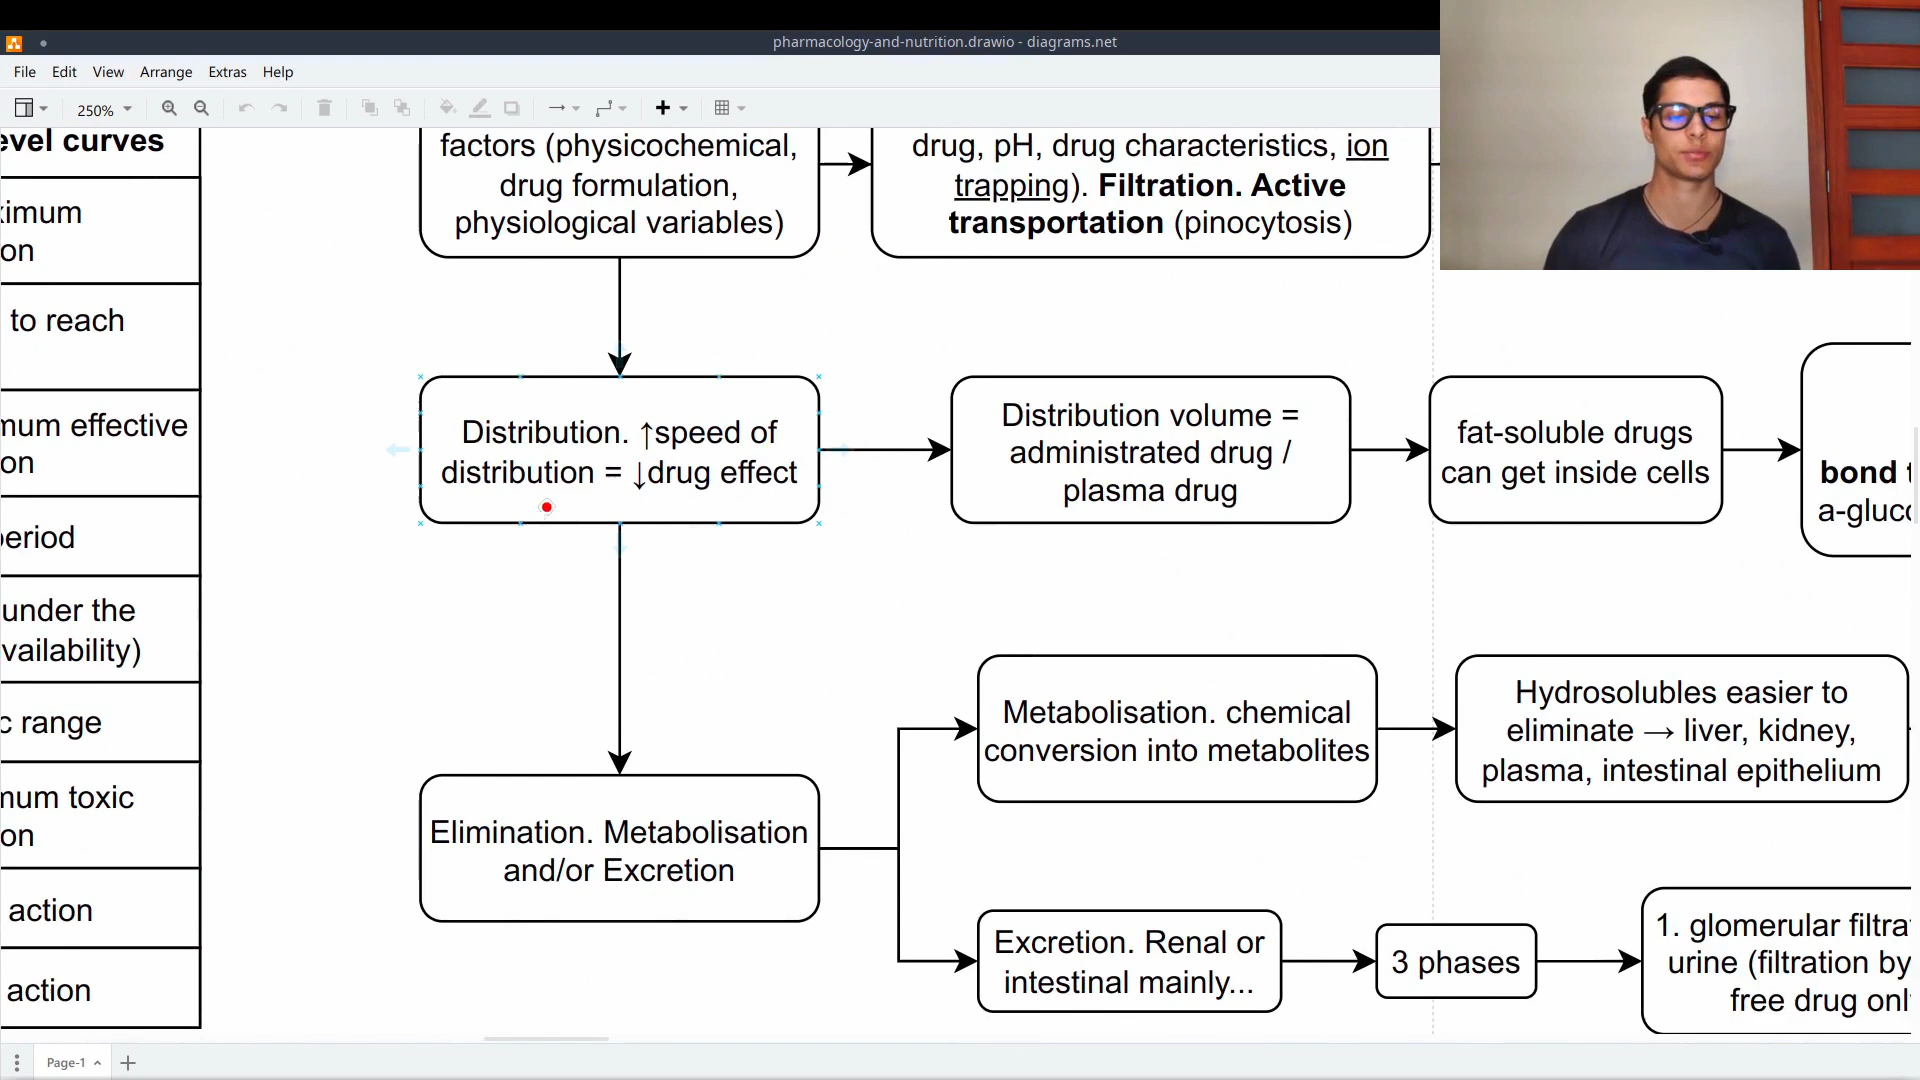 pharmacology-and-nutrition.drawio - diagrams.net
File Edit View Arrange Extras Help
250%
evel curves
ximum
on
to reach
mum effective
on
period
under the
vailability)
c range
mum toxic
on
action
action
factors (physicochemical,
drug formulation,
physiological variables)
drug, pH, drug characteristics, ion
trapping). Filtration. Active
transportation (pinocytosis)
Distribution. ↑speed of
distribution = ↓drug effect
Distribution volume =
administrated drug /
plasma drug
fat-soluble drugs
can get inside cells
bond t
a-gluco
Elimination. Metabolisation
and/or Excretion
Metabolisation. chemical
conversion into metabolites
Hydrosolubles easier to
eliminate → liver, kidney,
plasma, intestinal epithelium
Excretion. Renal or
intestinal mainly...
3 phases
1. glomerular filtra
urine (filtration by
free drug onl
Page-1